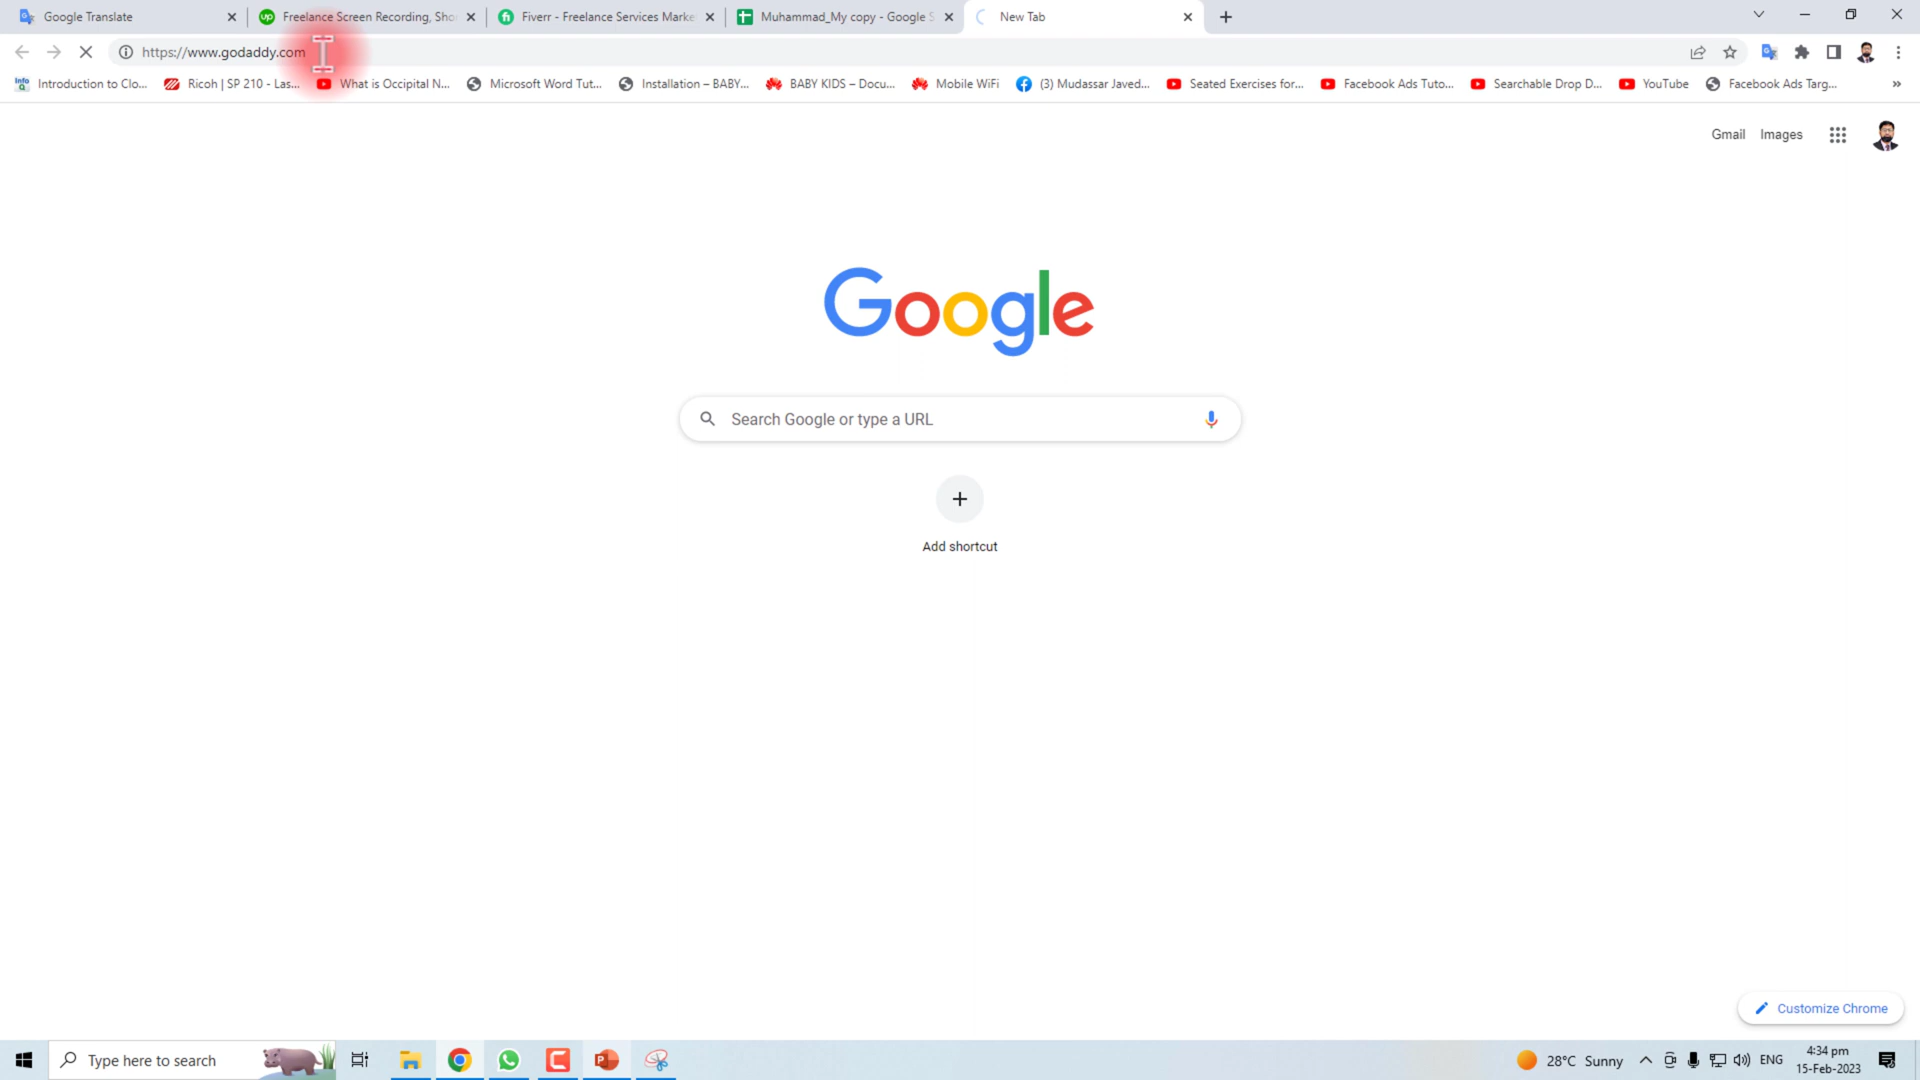 Google Translate
Freelance Screen Recording, Sho
Fiverr - Freelance Services Marke
Muhammad_My copy - Google S
New Tab
https://www.godaddy.com
Introduction to Clo...
Ricoh | SP 210 - Las...
What is Occipital N...
Microsoft Word Tut...
Installation – BABY...
BABY KIDS – Docu...
Mobile WiFi
(3) Mudassar Javed...
Seated Exercises for...
Facebook Ads Tuto...
Searchable Drop D...
YouTube
Facebook Ads Targ...
»
Gmail Images
Google
Search Google or type a URL
Add shortcut
Customize Chrome
Type here to search
28°C Sunny
ENG
4:34 pm
15-Feb-2023